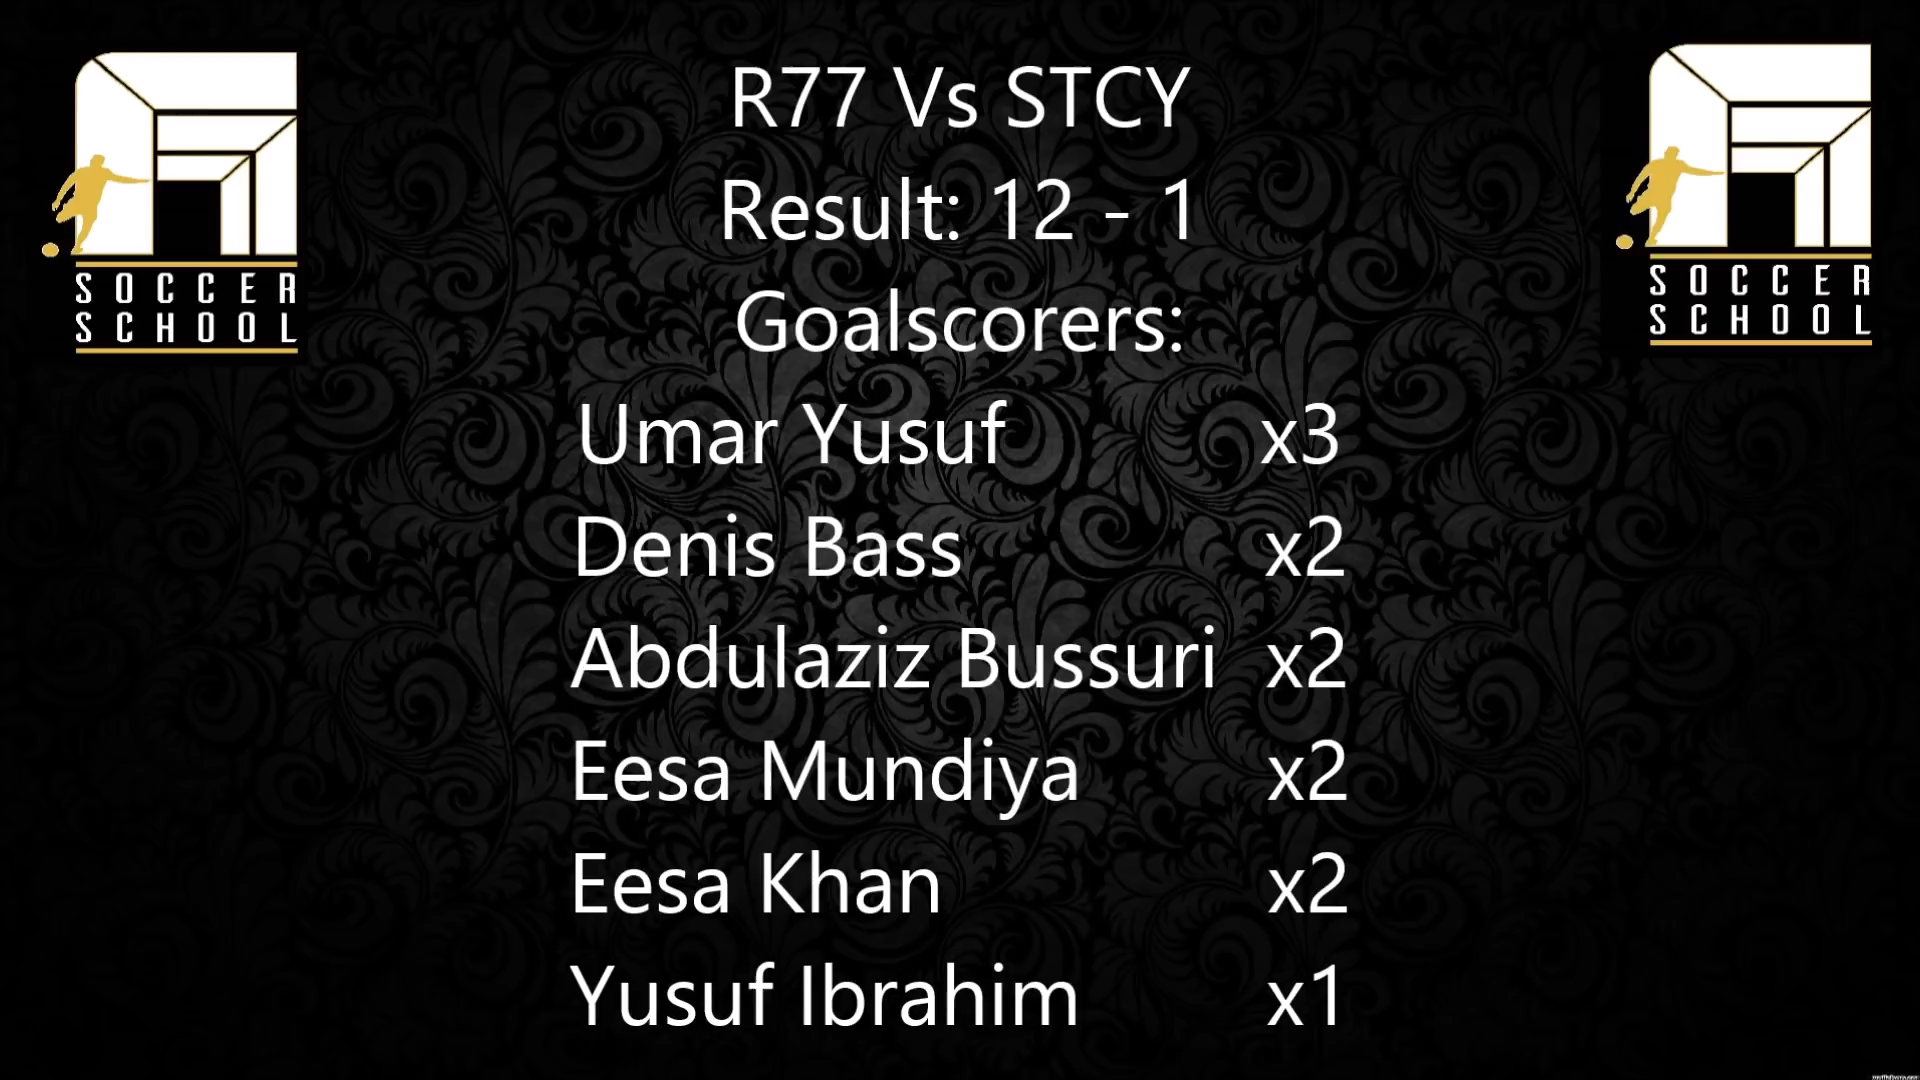 R77 Vs STCY
Result: 12 - 1
Goalscorers:
Umar Yusuf x3
Denis Bass x2
Abdulaziz Bussuri x2
Eesa Mundiya x2
Eesa Khan x2
Yusuf Ibrahim x1
SOCCER
SCHOOL
SOCCER
SCHOOL